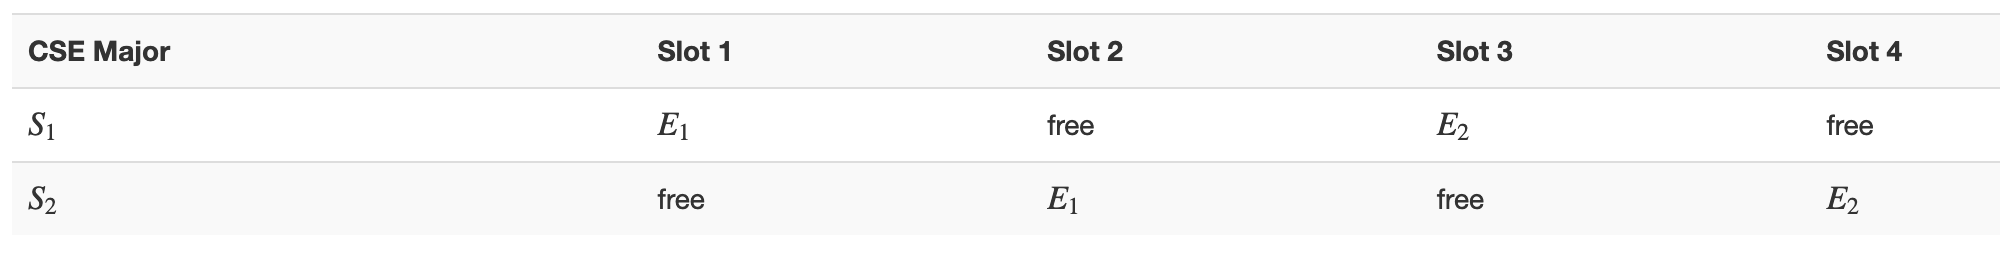 CSE Major Slot 1 Slot 2 Slot 3 Slot 4
S₁ E₁ free E₂ free
S₂ free E₁ free E₂